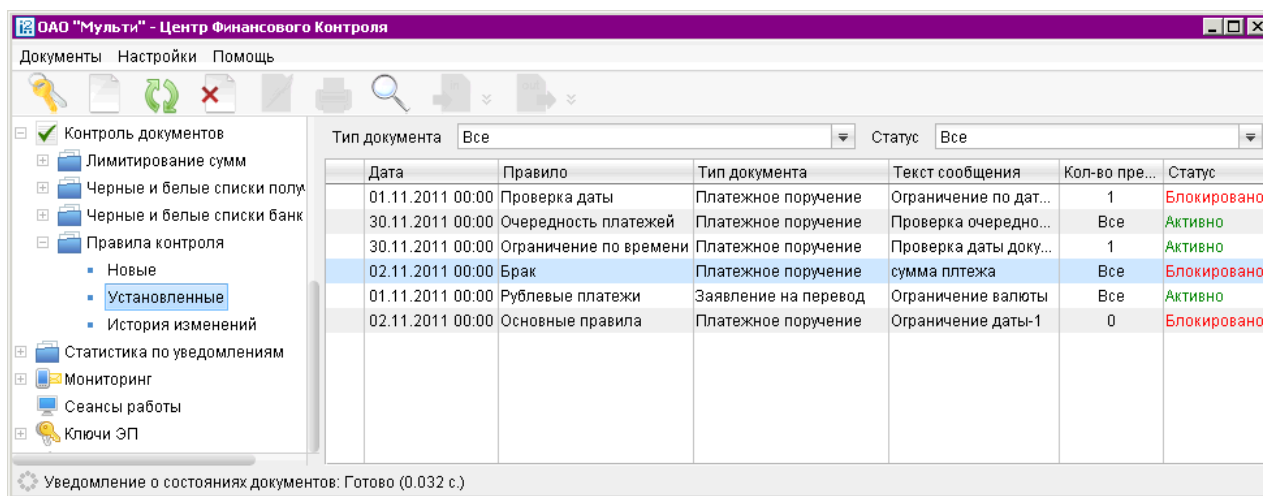 ОАО "Мульти" - Центр Финансового Контроля
Документы Настройки Помощь
Контроль документов
Лимитирование сумм
Черные и белые списки полу
Черные и белые списки банк
Правила контроля
Новые
Установленные
История изменений
Статистика по уведомлениям
Мониторинг
Сеансы работы
Ключи ЭП
Тип документа Все Статус Все
Дата Правило Тип документа Текст сообщения Кол-во пре... Статус
01.11.2011 00:00 Проверка даты Платежное поручение Ограничение по дат... 1 Блокировано
30.11.2011 00:00 Очередность платежей Платежное поручение Проверка очередно... Все Активно
30.11.2011 00:00 Ограничение по времени Платежное поручение Проверка даты доку... 1 Активно
02.11.2011 00:00 Брак Платежное поручение сумма плтежа Все Блокировано
01.11.2011 00:00 Рублевые платежи Заявление на перевод Ограничение валюты Все Активно
02.11.2011 00:00 Основные правила Платежное поручение Ограничение даты-1 0 Блокировано
Уведомление о состояниях документов: Готово (0.032 с.)